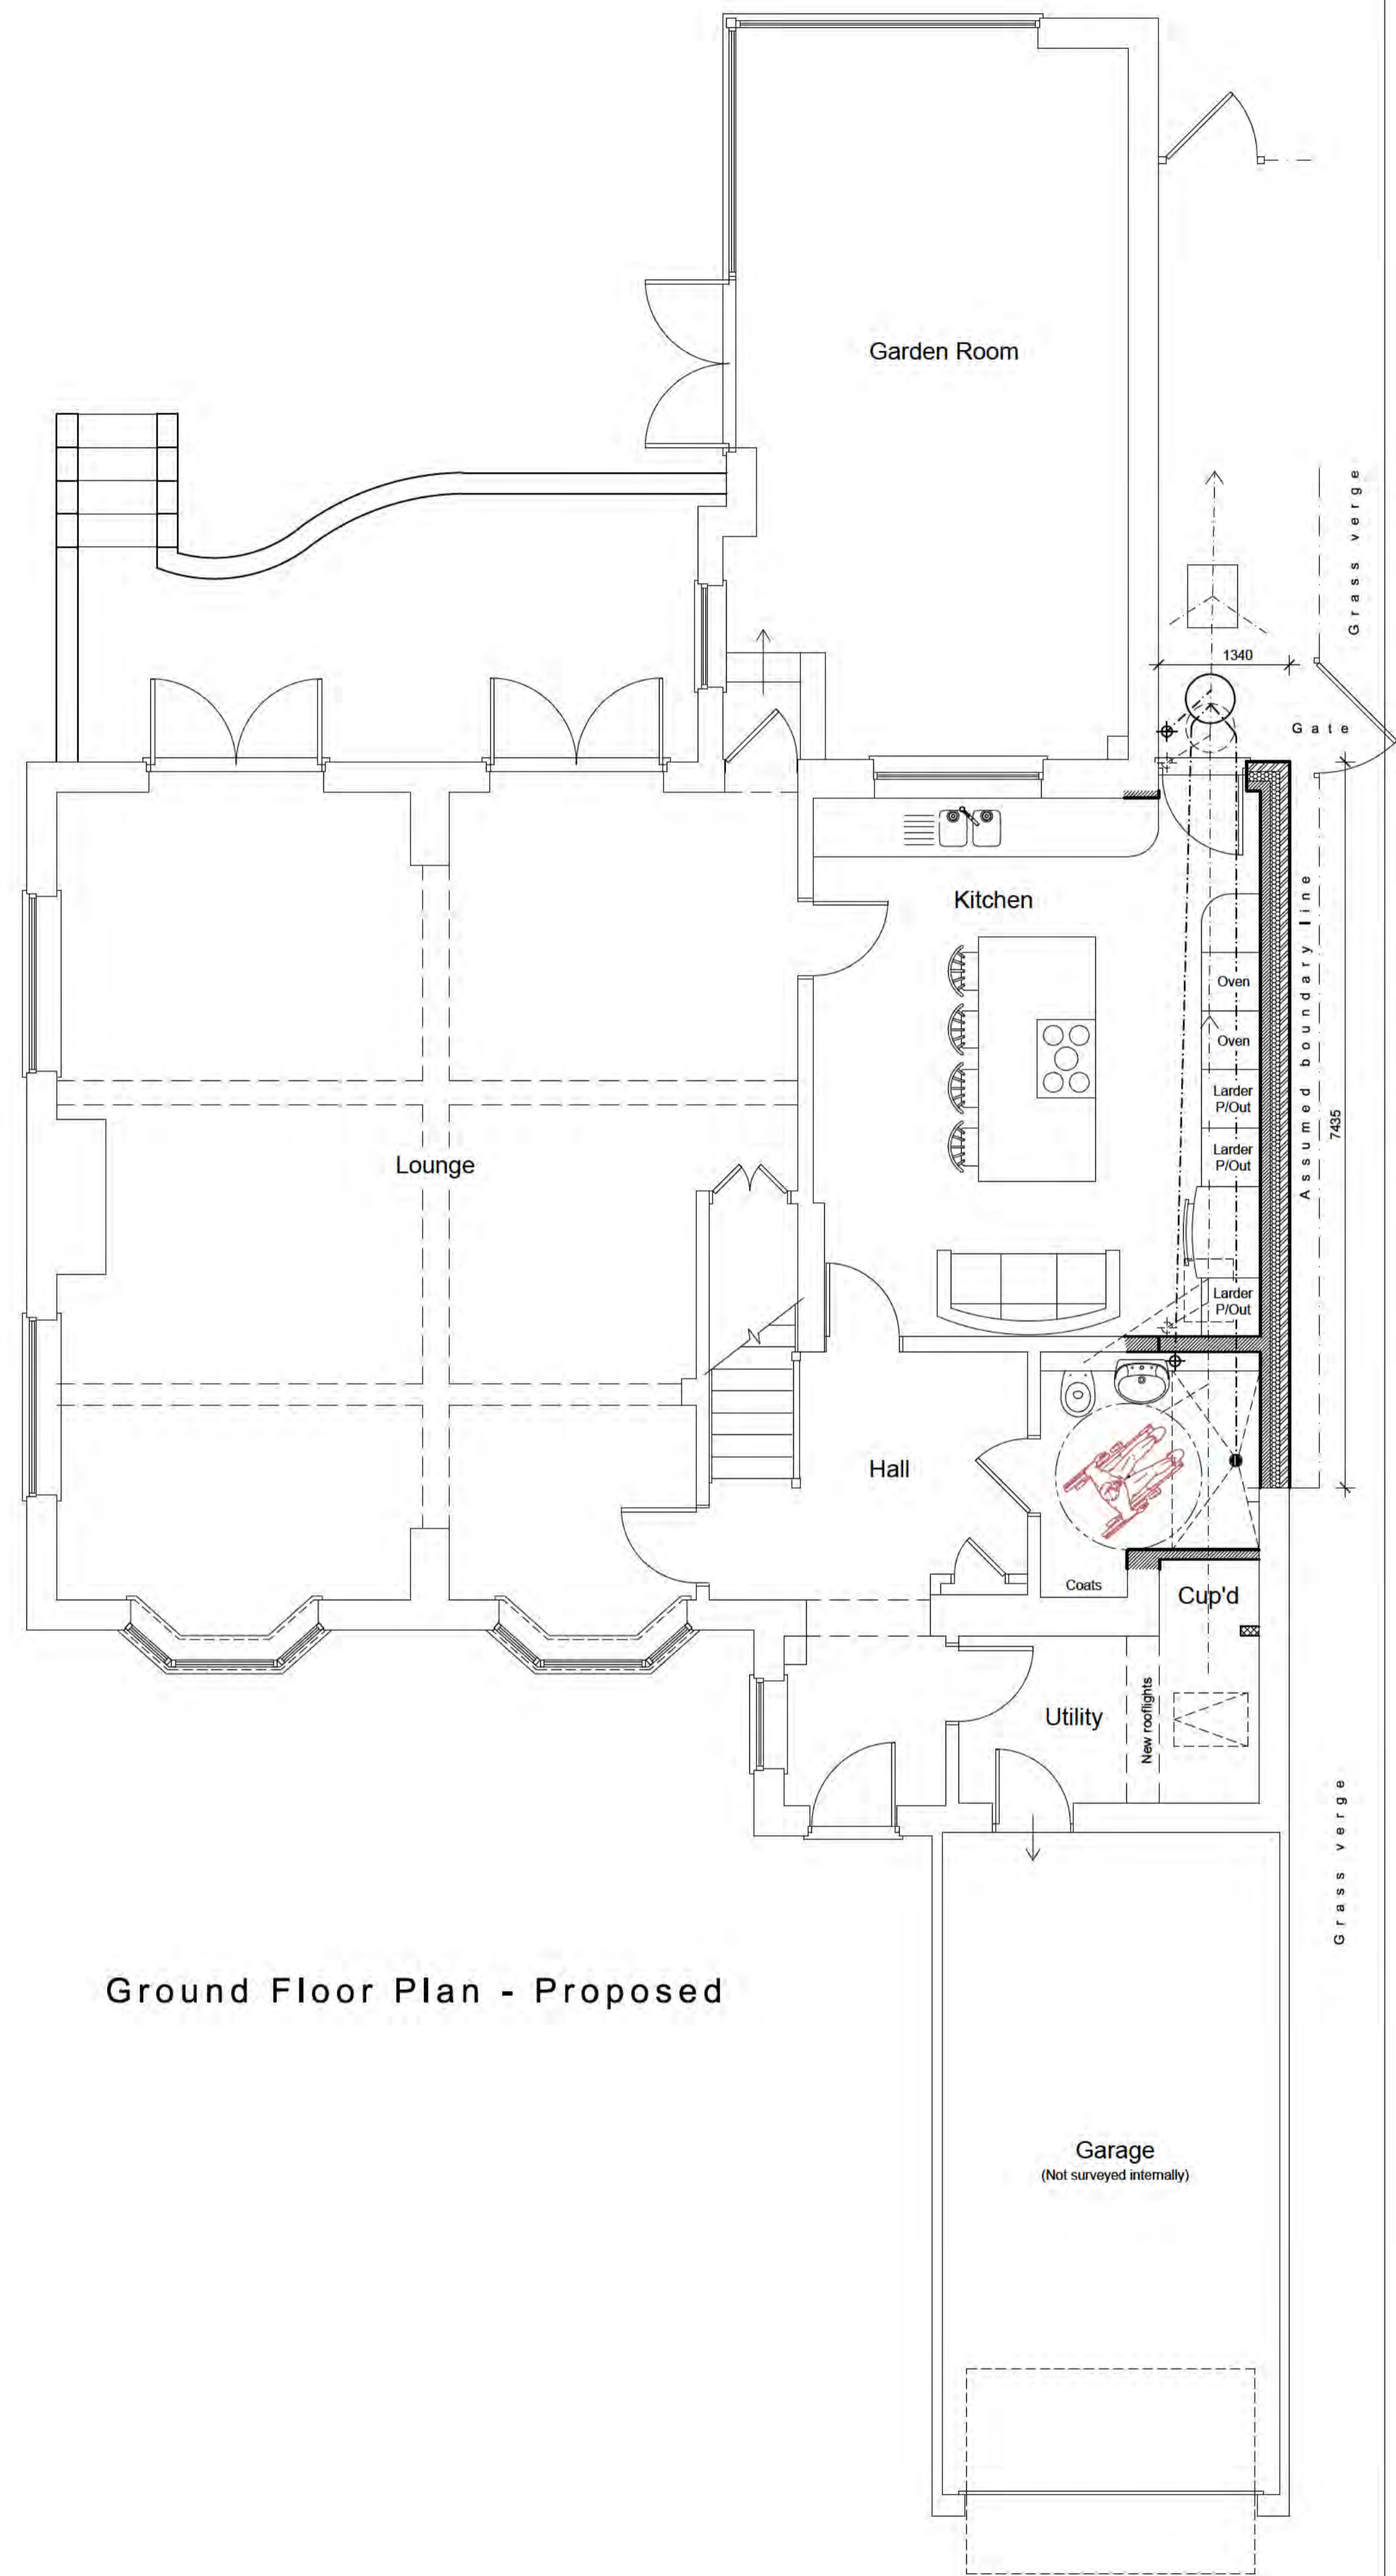 Garden Room
Grass verge
1340
Gate
Kitchen
Oven
Oven
Larder
P/Out
Larder
P/Out
Larder
P/Out
Assumed boundary line
7435
Lounge
Hall
Coats
Cup'd
Utility
New rooflights
Grass verge
Ground Floor Plan - Proposed
Garage
(Not surveyed internally)